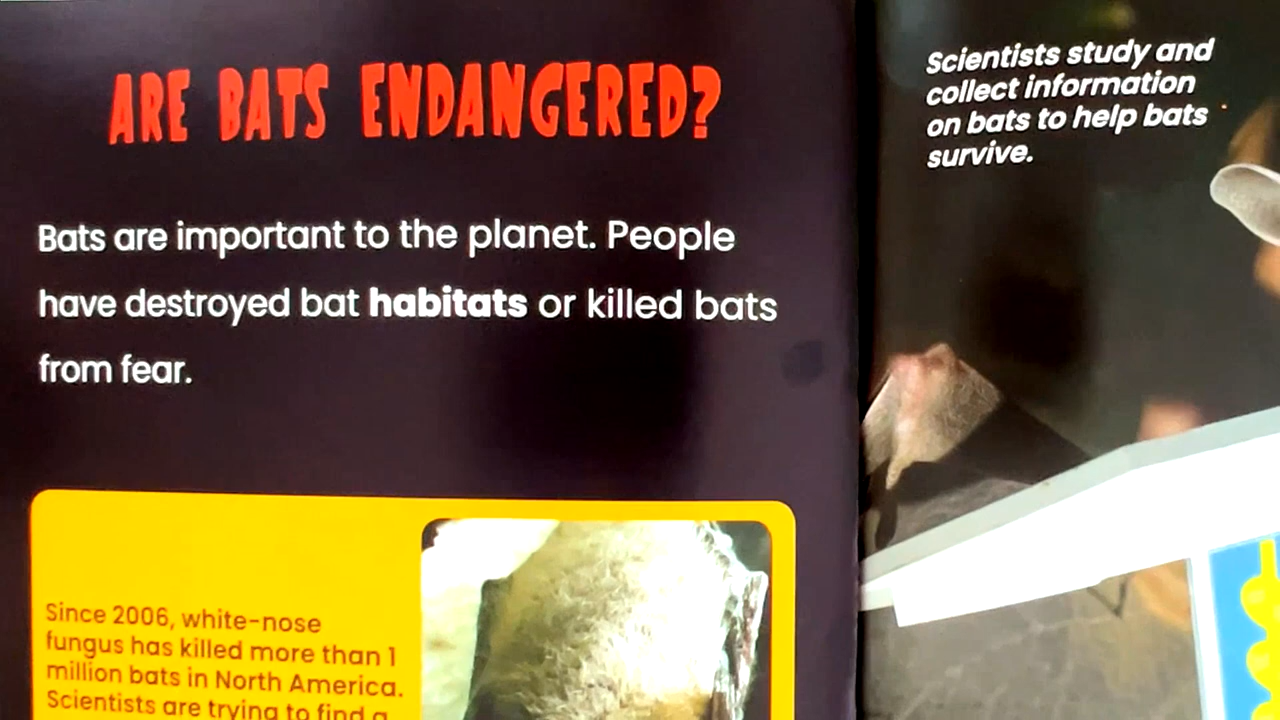 ARE BATS ENDANGERED?
Bats are important to the planet. People
have destroyed bat habitats or killed bats
from fear.
Since 2006, white-nose
fungus has killed more than 1
million bats in North America.
Scientists are trying to find a
Scientists study and
collect information
on bats to help bats
survive.